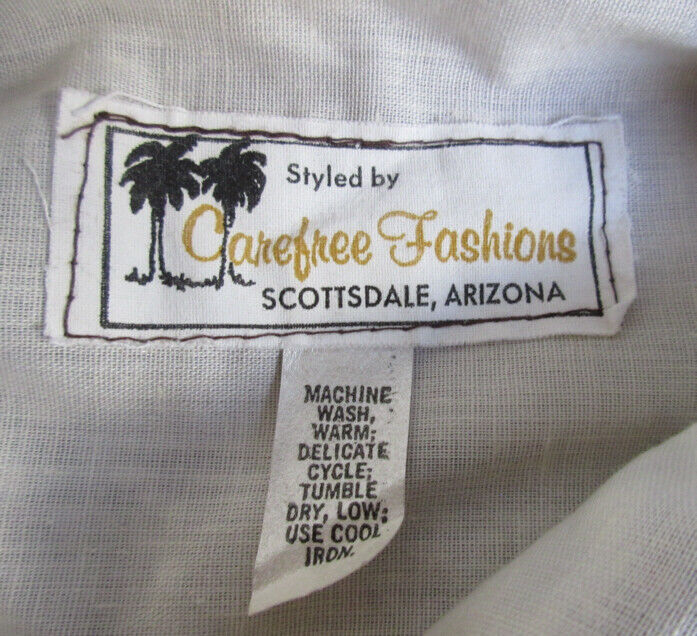 Styled by
Carefree Fashions
SCOTTSDALE, ARIZONA
MACHINE
WASH,
WARM;
DELICATE
CYCLE;
TUMBLE
DRY, LOW;
USE COOL
IRON.